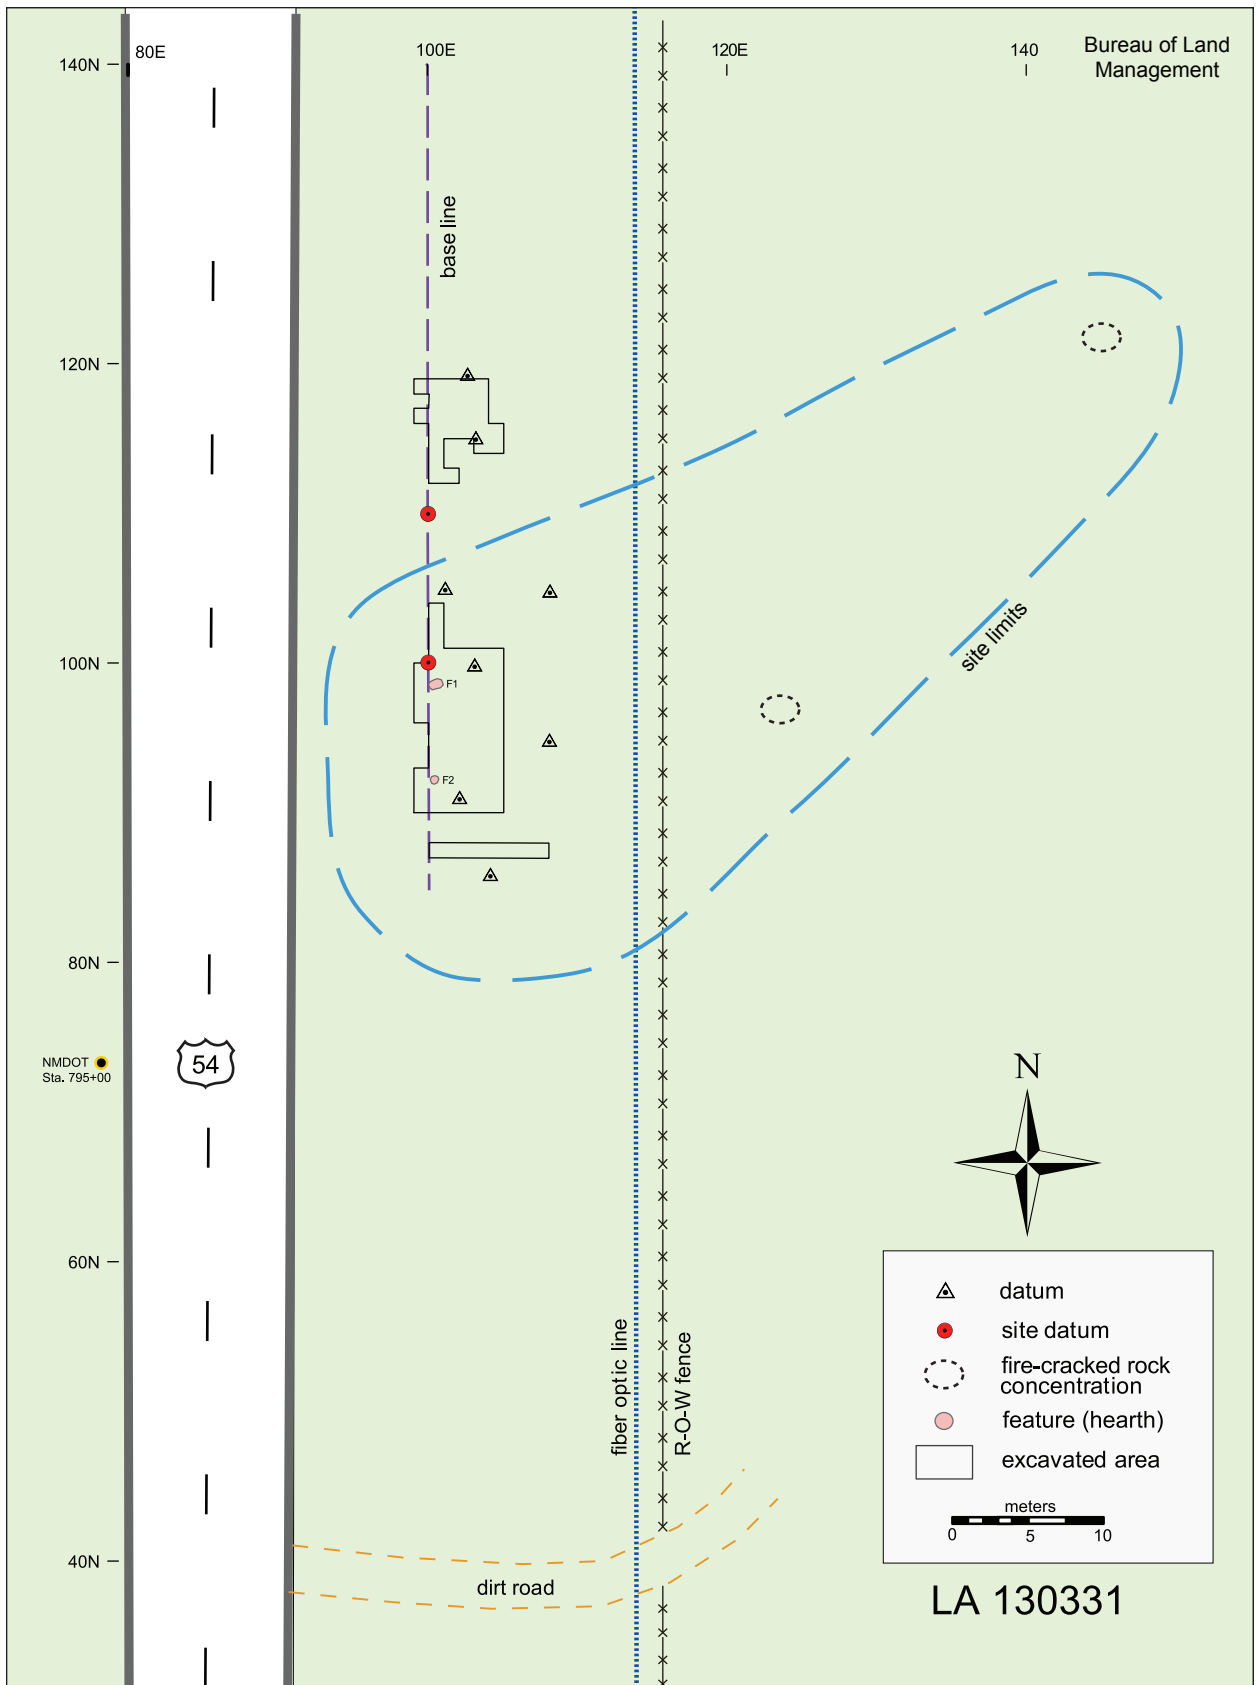 80E
100E
120E
140
Bureau of Land
Management
140N
base line
120N
site limits
100N
F1
F2
80N
NMDOT
Sta. 795+00
54
N
60N
fiber optic line
R-O-W fence
datum
site datum
fire-cracked rock
concentration
feature (hearth)
excavated area
meters
0 5 10
40N
dirt road
LA 130331